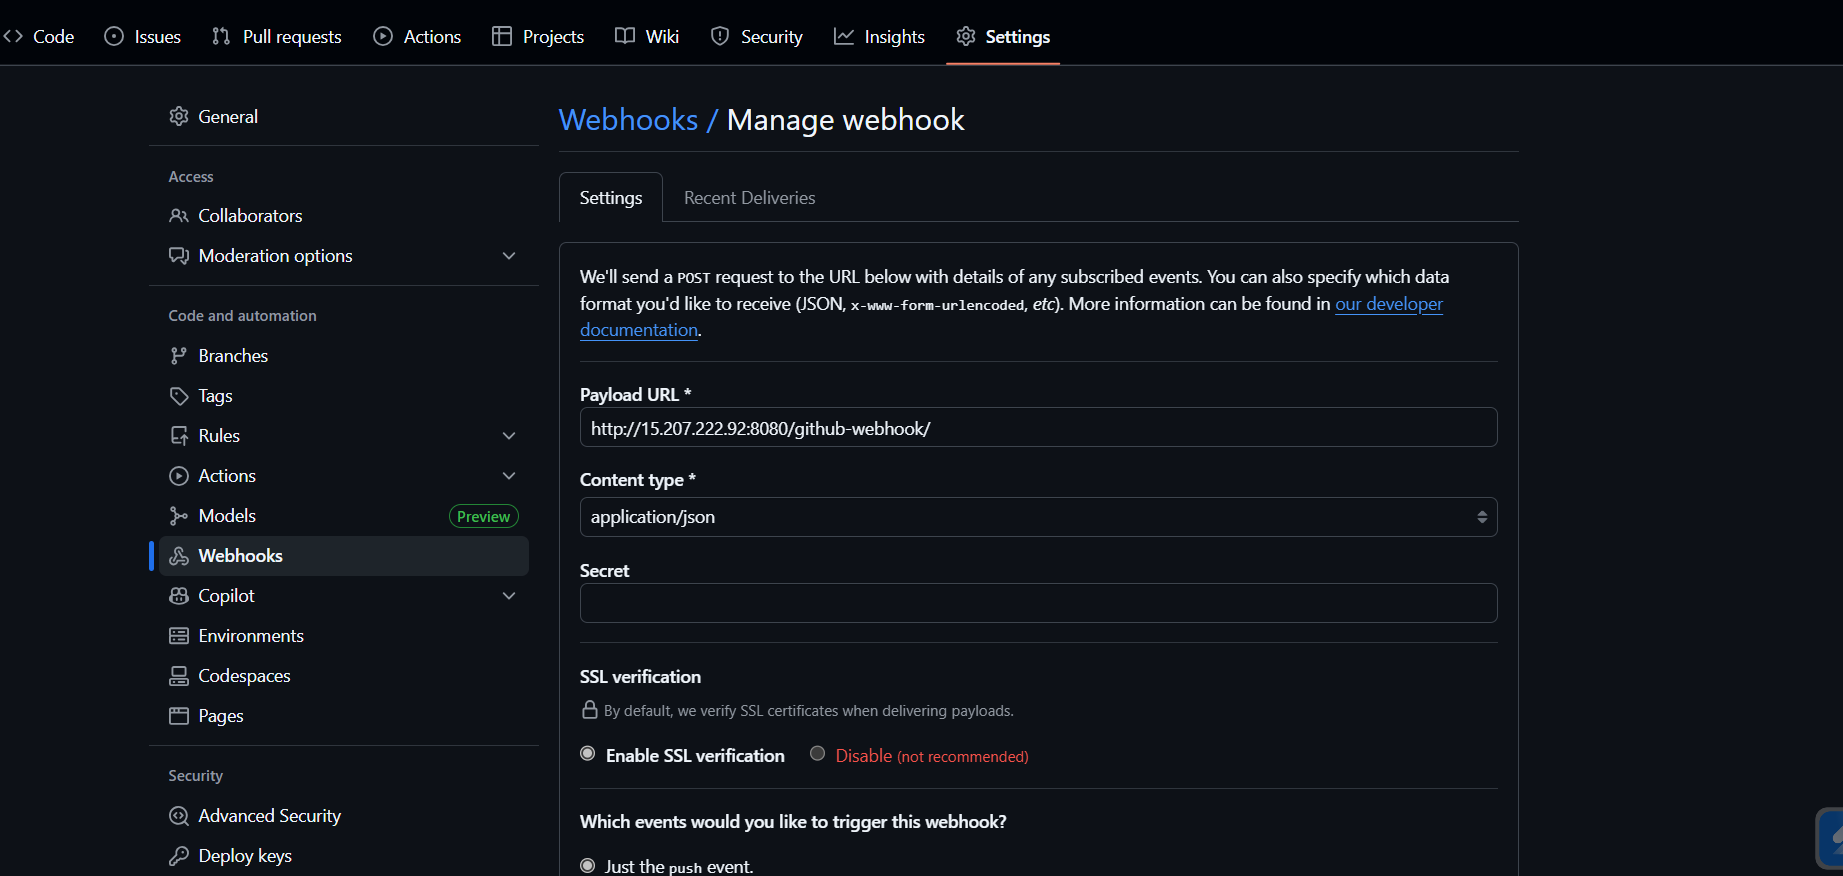 Code Issues Pull requests Actions Projects Wiki Security Insights Settings
General
Access
Collaborators
Moderation options
Code and automation
Branches
Tags
Rules
Actions
Models Preview
Webhooks
Copilot
Environments
Codespaces
Pages
Security
Advanced Security
Deploy keys
Webhooks / Manage webhook
Settings Recent Deliveries
We'll send a POST request to the URL below with details of any subscribed events. You can also specify which data
format you'd like to receive (JSON, x-www-form-urlencoded, etc). More information can be found in our developer
documentation.
Payload URL *
http://15.207.222.92:8080/github-webhook/
Content type *
application/json
Secret
SSL verification
By default, we verify SSL certificates when delivering payloads.
Enable SSL verification Disable (not recommended)
Which events would you like to trigger this webhook?
Just the push event.